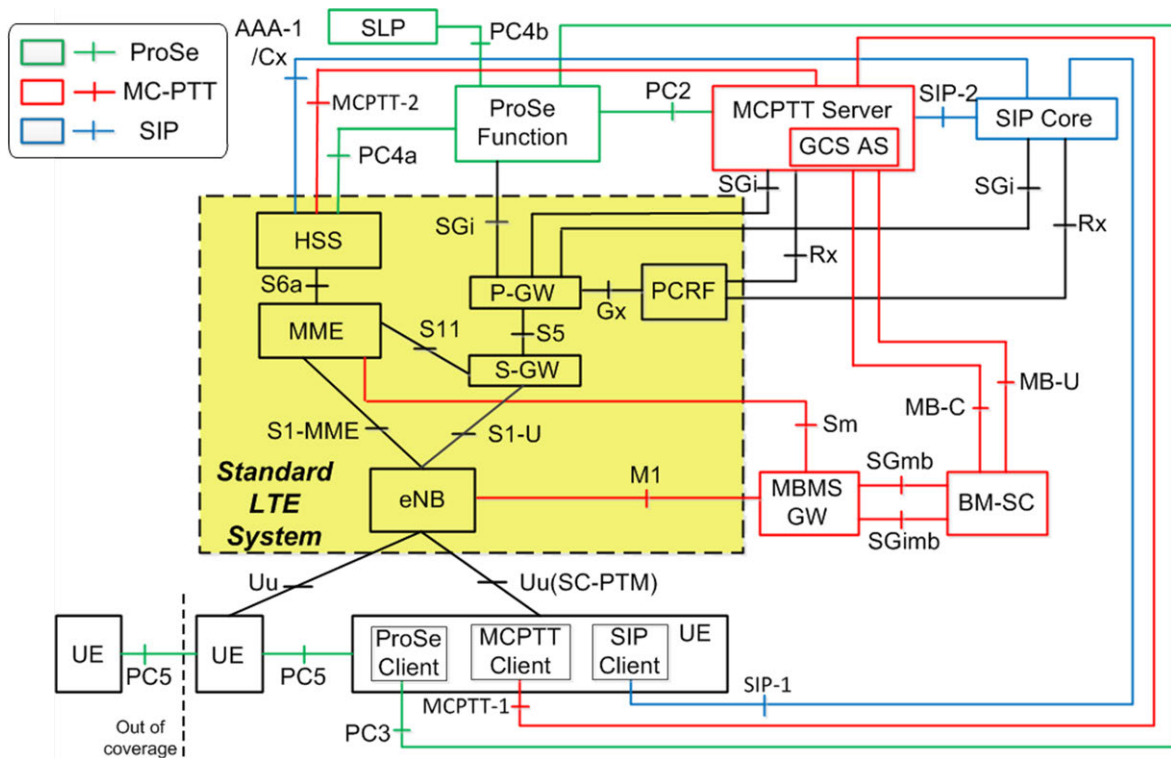 ProSe
MC-PTT
SIP
AAA-1
/Cx
SLP
PC4b
MCPTT-2
PC4a
ProSe
Function
PC2
MCPTT Server
GCS AS
SIP-2
SIP Core
SGi
SGi
SGi
Rx
Rx
HSS
S6a
P-GW
Gx
PCRF
MME
S11
S5
S-GW
MB-U
MB-C
S1-MME
S1-U
Sm
Standard
LTE
System
eNB
M1
MBMS
GW
SGmb
SGimb
BM-SC
Uu
Uu(SC-PTM)
UE
PC5
UE
PC5
ProSe
Client
MCPTT
Client
SIP
Client
UE
Out of
coverage
PC3
MCPTT-1
SIP-1